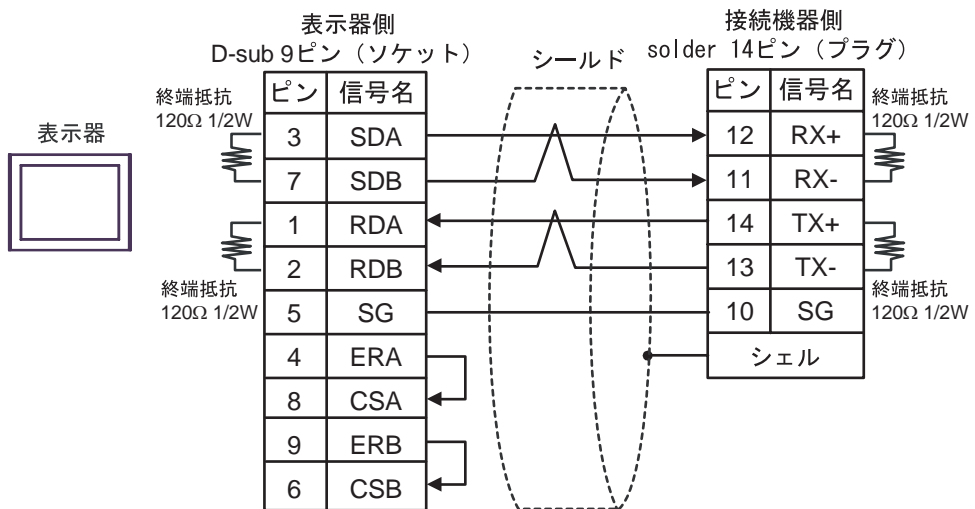 表示器側
D-sub 9ピン（ソケット）
シールド
接続機器側
solder 14ピン（プラグ）
表示器
終端抵抗
120Ω 1/2W
終端抵抗
120Ω 1/2W
ピン 信号名
3 SDA
7 SDB
1 RDA
2 RDB
5 SG
4 ERA
8 CSA
9 ERB
6 CSB
ピン 信号名
12 RX+
11 RX-
14 TX+
13 TX-
10 SG
シェル
終端抵抗
120Ω 1/2W
終端抵抗
120Ω 1/2W